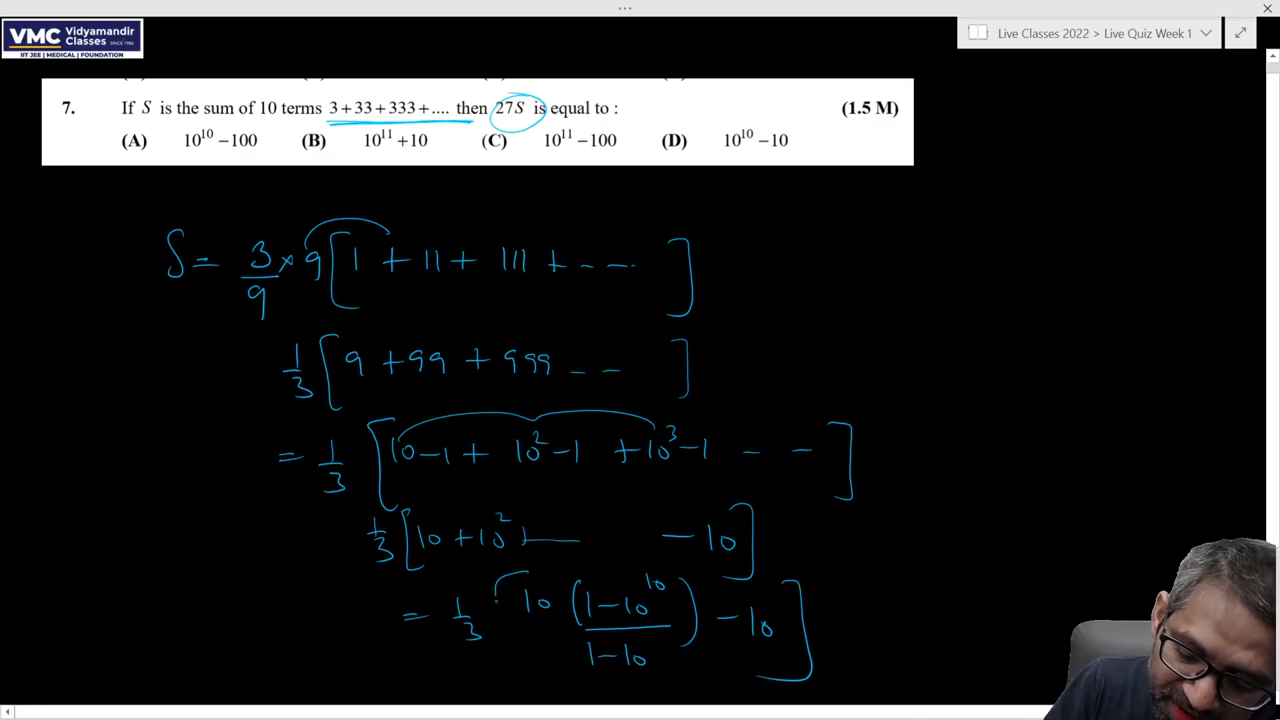 VMC Vidyamandir Classes SINCE 1986
IIT JEE | MEDICAL | FOUNDATION
Live Classes 2022 > Live Quiz Week 1
7. If S is the sum of 10 terms 3+33+333+.... then 27S is equal to : (1.5 M)
(A) 10^10 −100 (B) 10^11 +10 (C) 10^11 −100 (D) 10^10 −10
S = 3/9 × 9 [ 1 + 11 + 111 + - - ]
1/3 [ 9 + 99 + 999 - - ]
= 1/3 [ 10-1 + 10^2-1 + 10^3-1 - - ]
1/3 [ 10 + 10^2 + — - 10 ]
= 1/3 [ 10 ( (1-10^10) / (1-10) ) - 10 ]